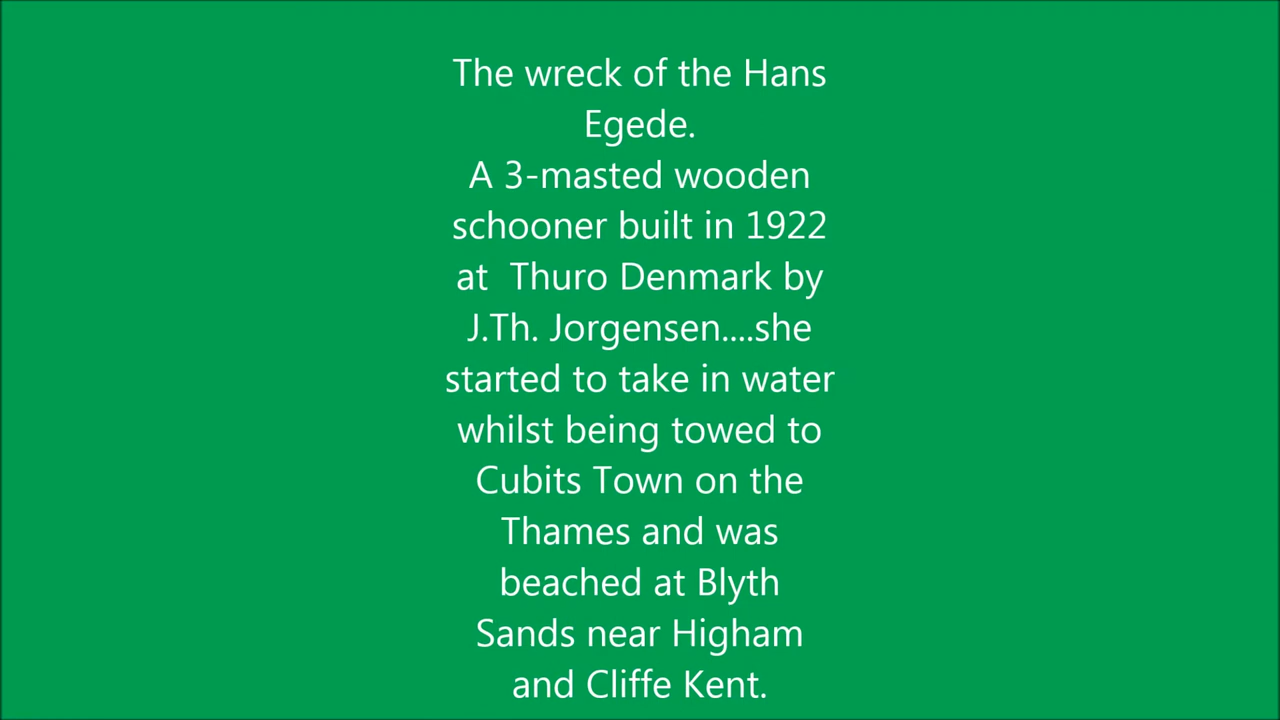 The wreck of the Hans
Egede.
A 3-masted wooden
schooner built in 1922
at  Thuro Denmark by
J.Th. Jorgensen....she
started to take in water
whilst being towed to
Cubits Town on the
Thames and was
beached at Blyth
Sands near Higham
and Cliffe Kent.